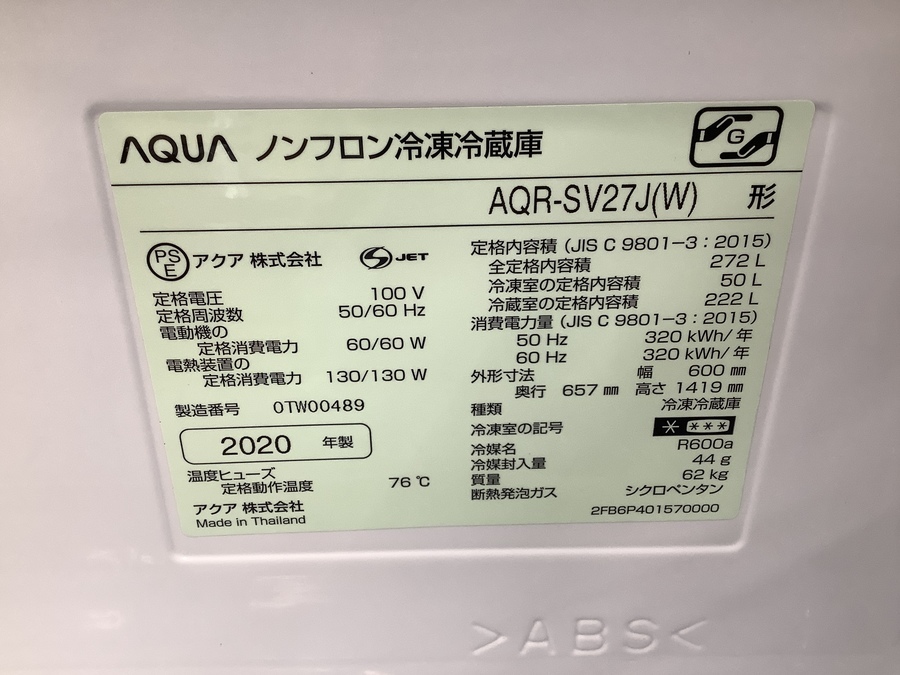 AQUA ノンフロン冷凍冷蔵庫
G
AQR-SV27J(W) 形
PSE アクア 株式会社 S JET
定格電圧 100 V
定格周波数 50/60 Hz
電動機の
定格消費電力 60/60 W
電熱装置の
定格消費電力 130/130 W
製造番号 0TW00489
2020 年製
温度ヒューズ
定格動作温度 76 ℃
アクア 株式会社
Made in Thailand
定格内容積 (JIS C 9801-3:2015)
全定格内容積 272 L
冷凍室の定格内容積 50 L
冷蔵室の定格内容積 222 L
消費電力量 (JIS C 9801-3:2015)
50 Hz 320 kWh/年
60 Hz 320 kWh/年
外形寸法 幅 600 ㎜
奥行 657 ㎜ 高さ 1419 ㎜
種類 冷凍冷蔵庫
冷凍室の記号 * ***
冷媒名 R600a
冷媒封入量 44 g
質量 62 kg
断熱発泡ガス シクロペンタン
2FB6P401570000
>ABS<